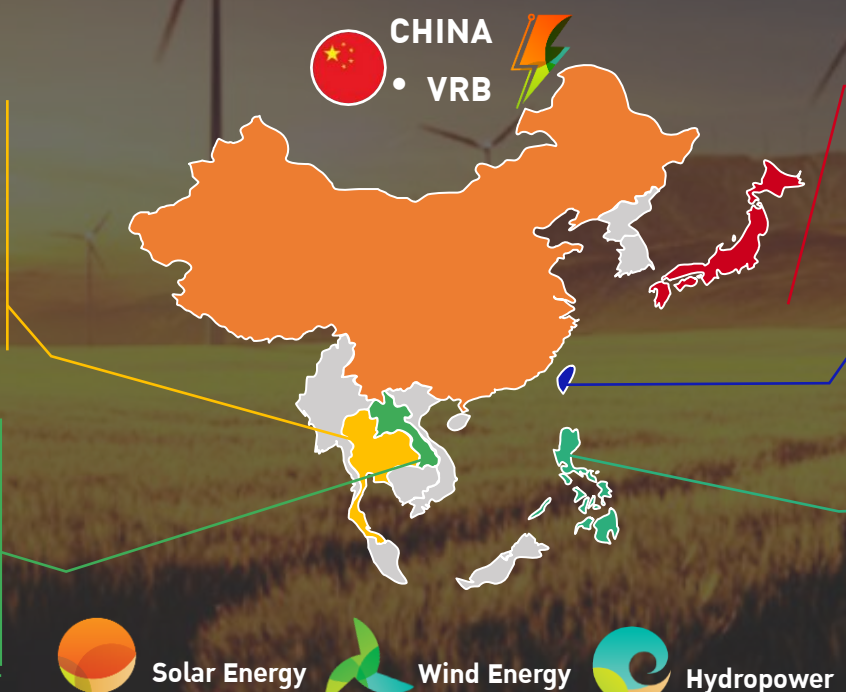 CHINA
• VRB
Solar Energy
Wind Energy
Hydropower